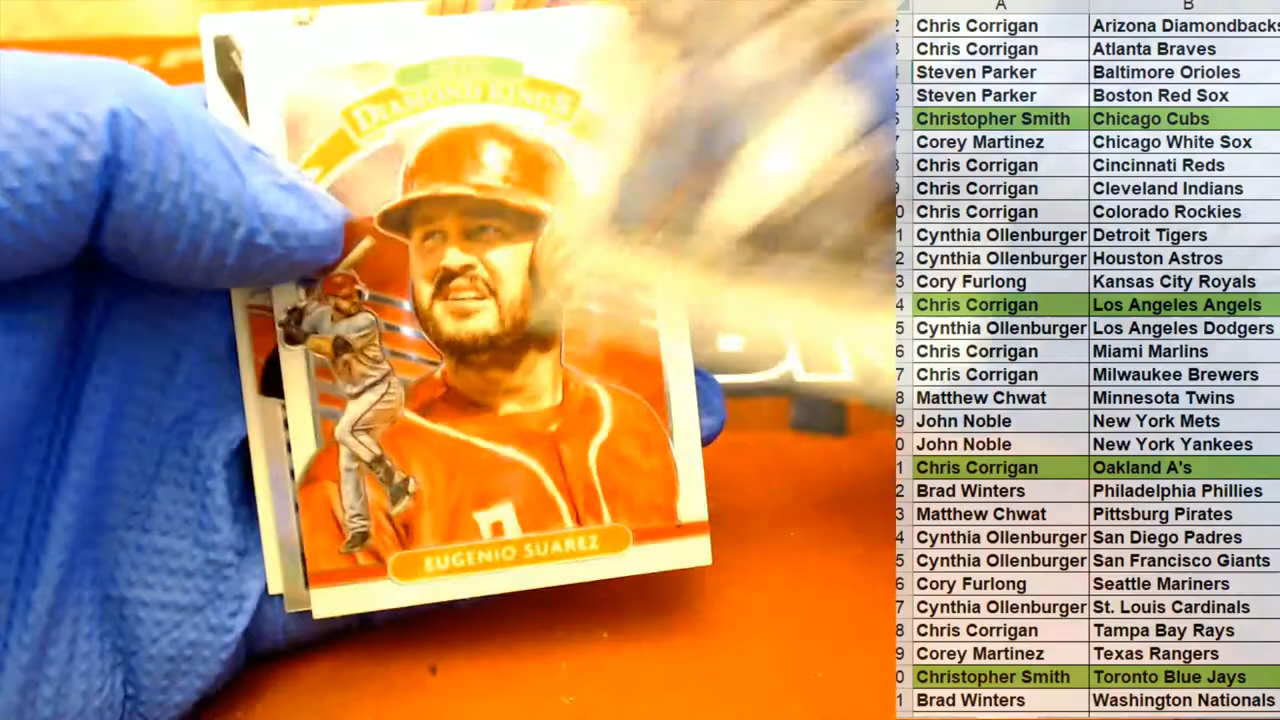 DIAMOND KINGS
EUGENIO SUAREZ
A B
Chris Corrigan Arizona Diamondbacks
Chris Corrigan Atlanta Braves
Steven Parker Baltimore Orioles
Steven Parker Boston Red Sox
Christopher Smith Chicago Cubs
Corey Martinez Chicago White Sox
Chris Corrigan Cincinnati Reds
Chris Corrigan Cleveland Indians
Chris Corrigan Colorado Rockies
Cynthia Ollenburger Detroit Tigers
Cynthia Ollenburger Houston Astros
Cory Furlong Kansas City Royals
Chris Corrigan Los Angeles Angels
Cynthia Ollenburger Los Angeles Dodgers
Chris Corrigan Miami Marlins
Chris Corrigan Milwaukee Brewers
Matthew Chwat Minnesota Twins
John Noble New York Mets
John Noble New York Yankees
Chris Corrigan Oakland A's
Brad Winters Philadelphia Phillies
Matthew Chwat Pittsburg Pirates
Cynthia Ollenburger San Diego Padres
Cynthia Ollenburger San Francisco Giants
Cory Furlong Seattle Mariners
Cynthia Ollenburger St. Louis Cardinals
Chris Corrigan Tampa Bay Rays
Corey Martinez Texas Rangers
Christopher Smith Toronto Blue Jays
Brad Winters Washington Nationals